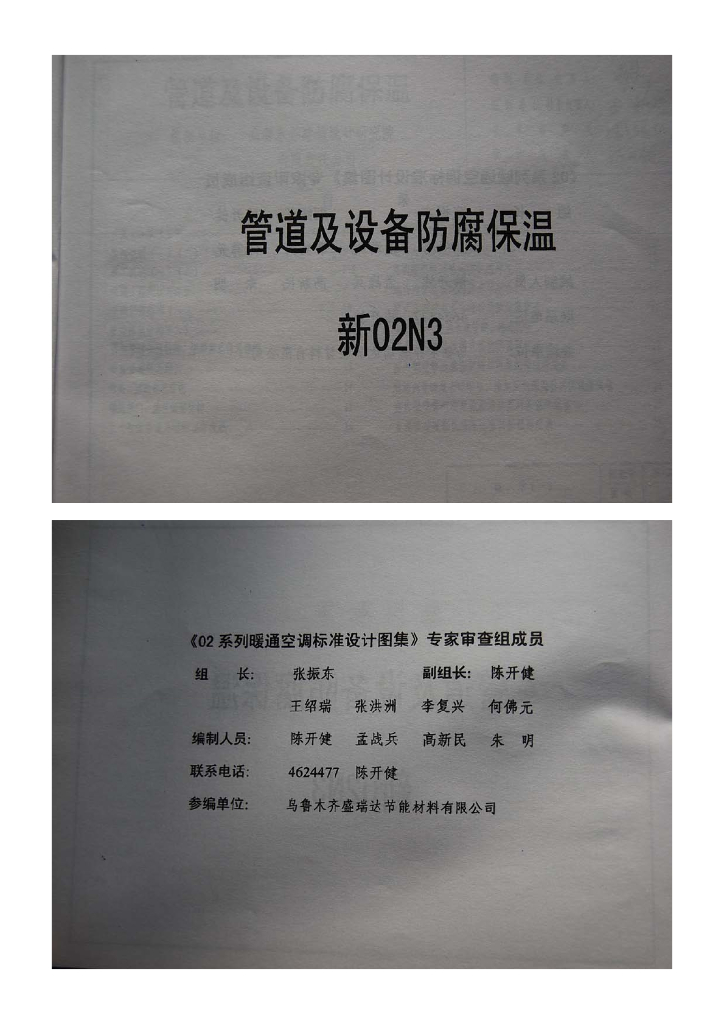 管道及设备防腐保温
新02N3
《02 系列暖通空调标准设计图集》专家审查组成员
组 长: 张振东 副组长: 陈开健
王绍瑞 张洪洲 李复兴 何佛元
编制人员: 陈开健 孟战兵 高新民 朱 明
联系电话: 4624477 陈开健
参编单位: 乌鲁木齐盛瑞达节能材料有限公司